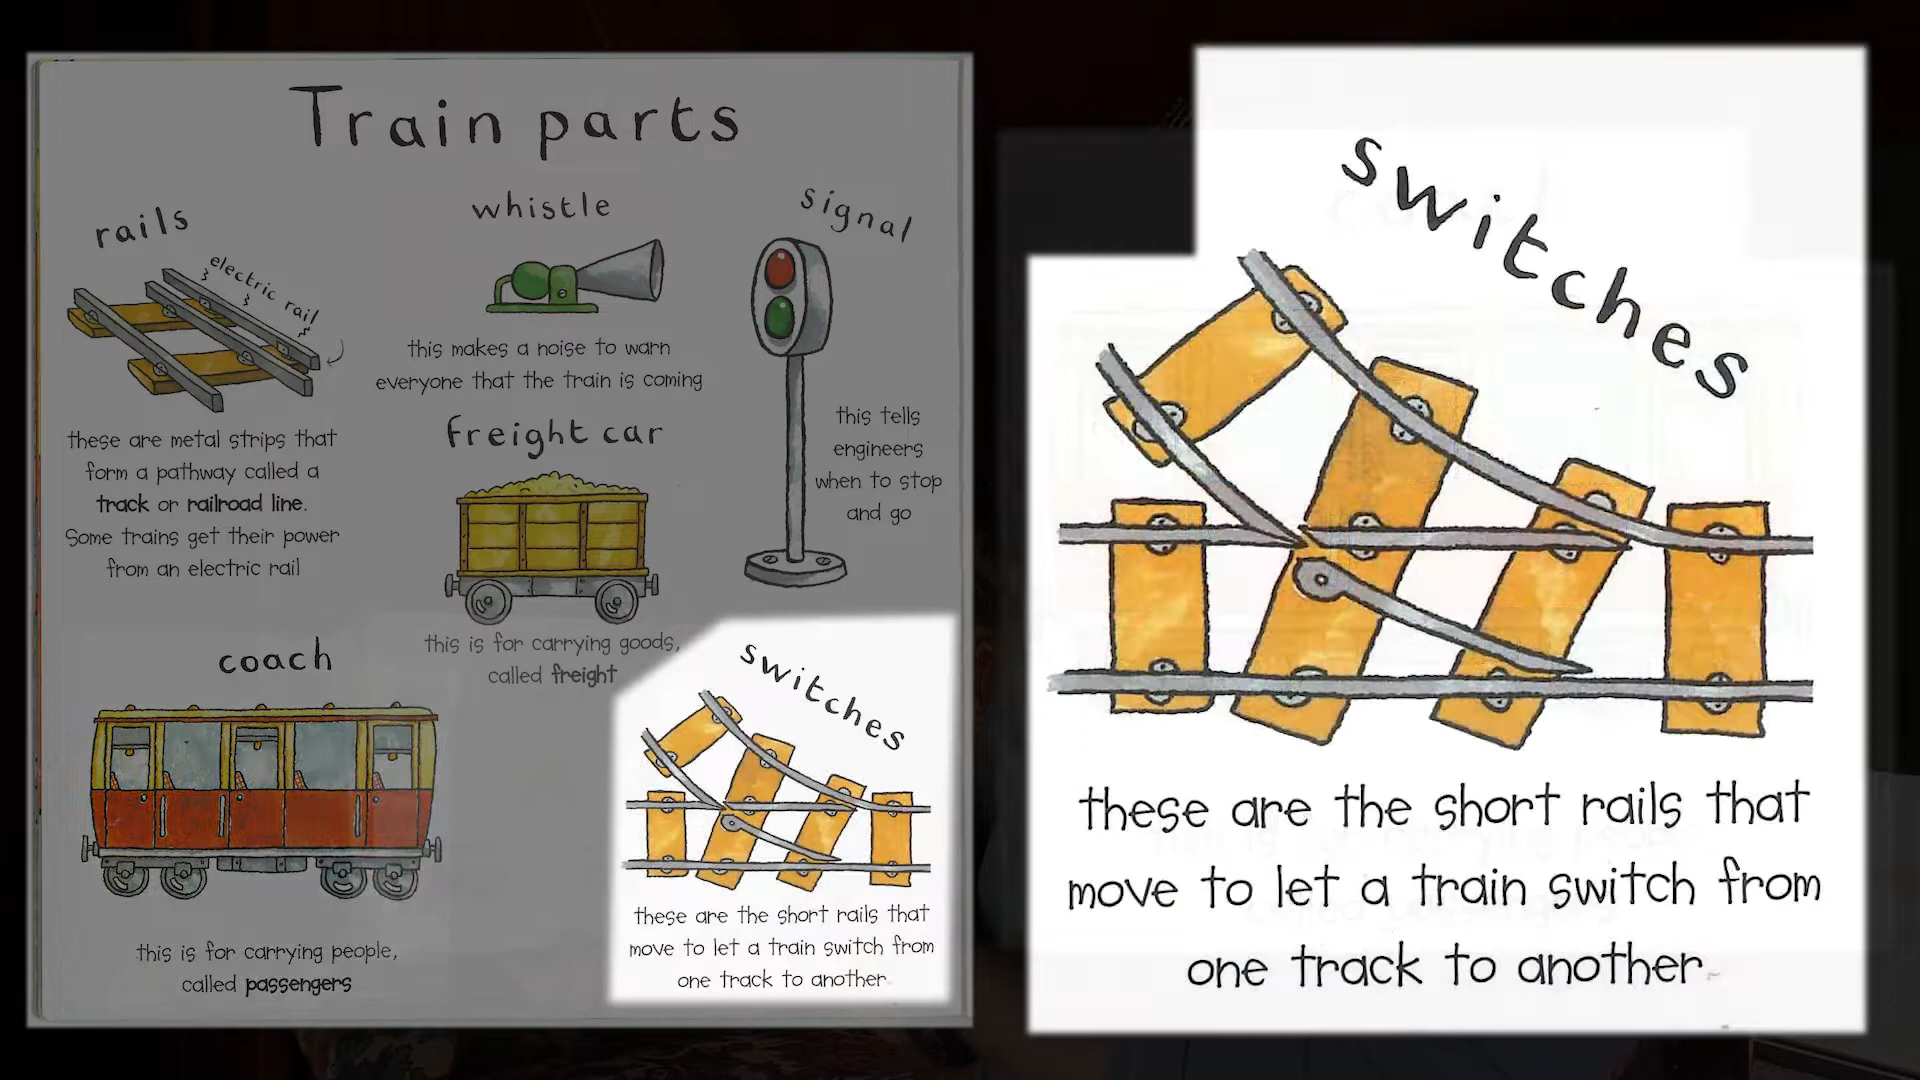 Train parts
rails
electric rail
these are metal strips that
form a pathway called a
track or railroad line.
Some trains get their power
from an electric rail
whistle
this makes a noise to warn
everyone that the train is coming
signal
this tells
engineers
when to stop
and go
freight car
this is for carrying goods,
called freight
coach
this is for carrying people,
called passengers
switches
these are the short rails that
move to let a train switch from
one track to another
switches
these are the short rails that
move to let a train switch from
one track to another